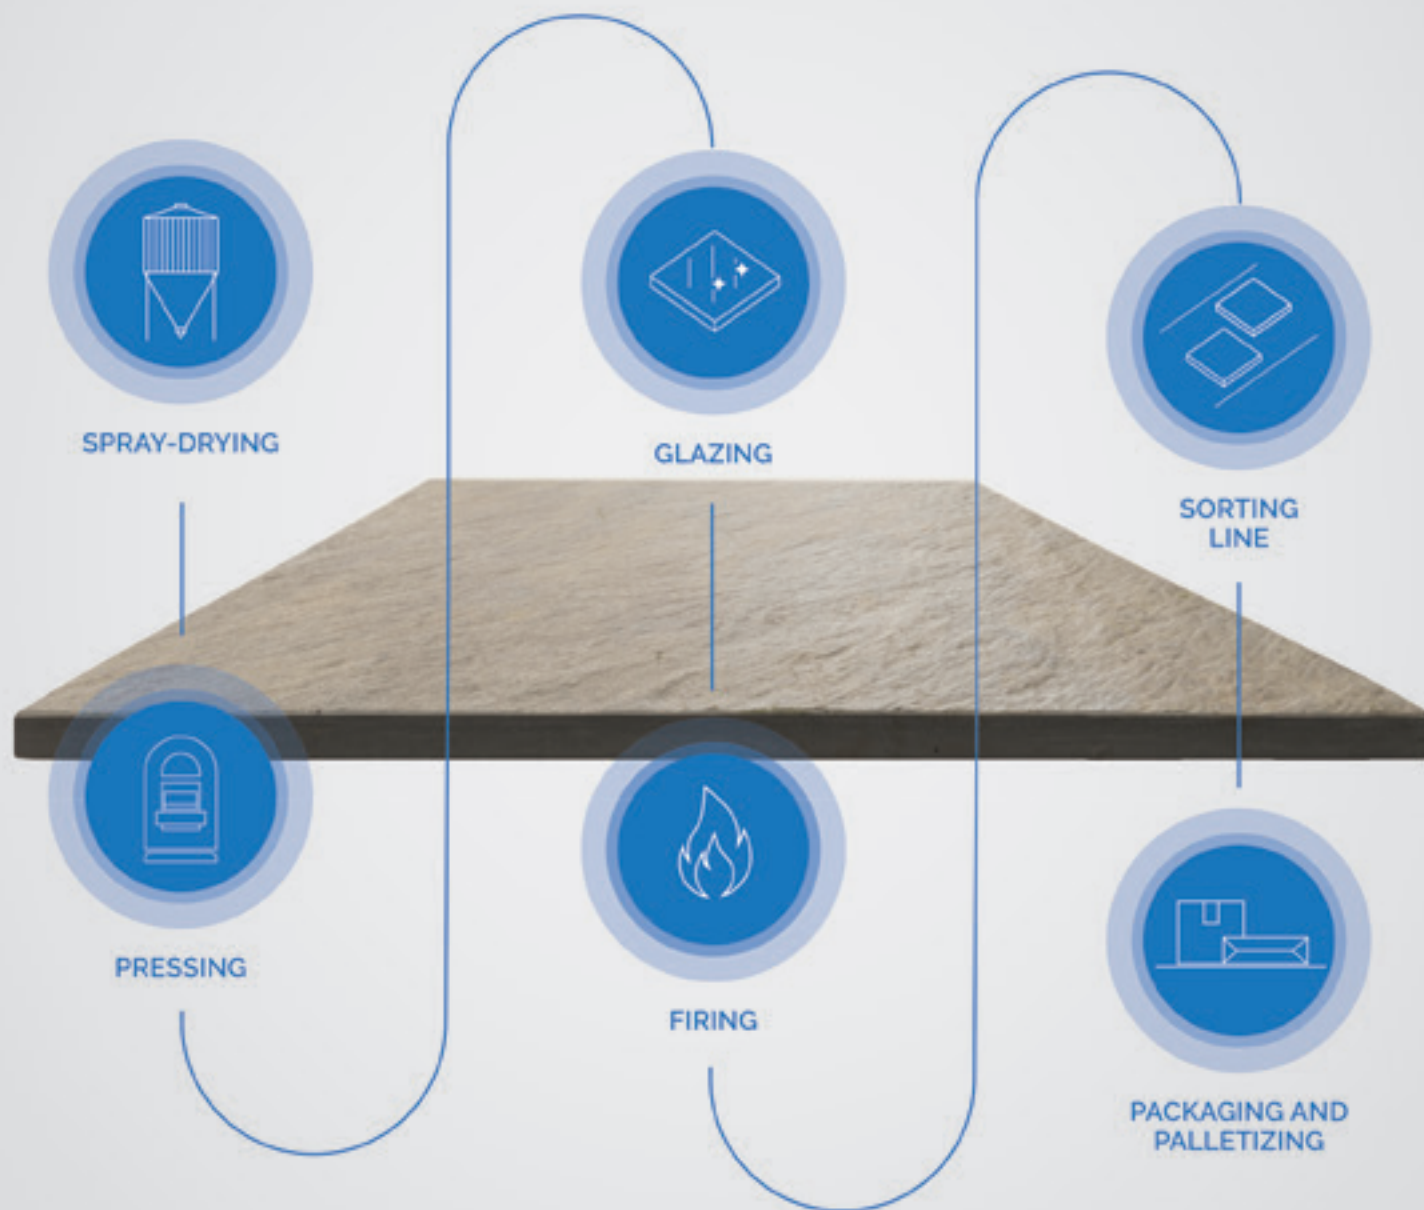 SPRAY-DRYING
PRESSING
GLAZING
FIRING
SORTING
LINE
PACKAGING AND
PALLETIZING